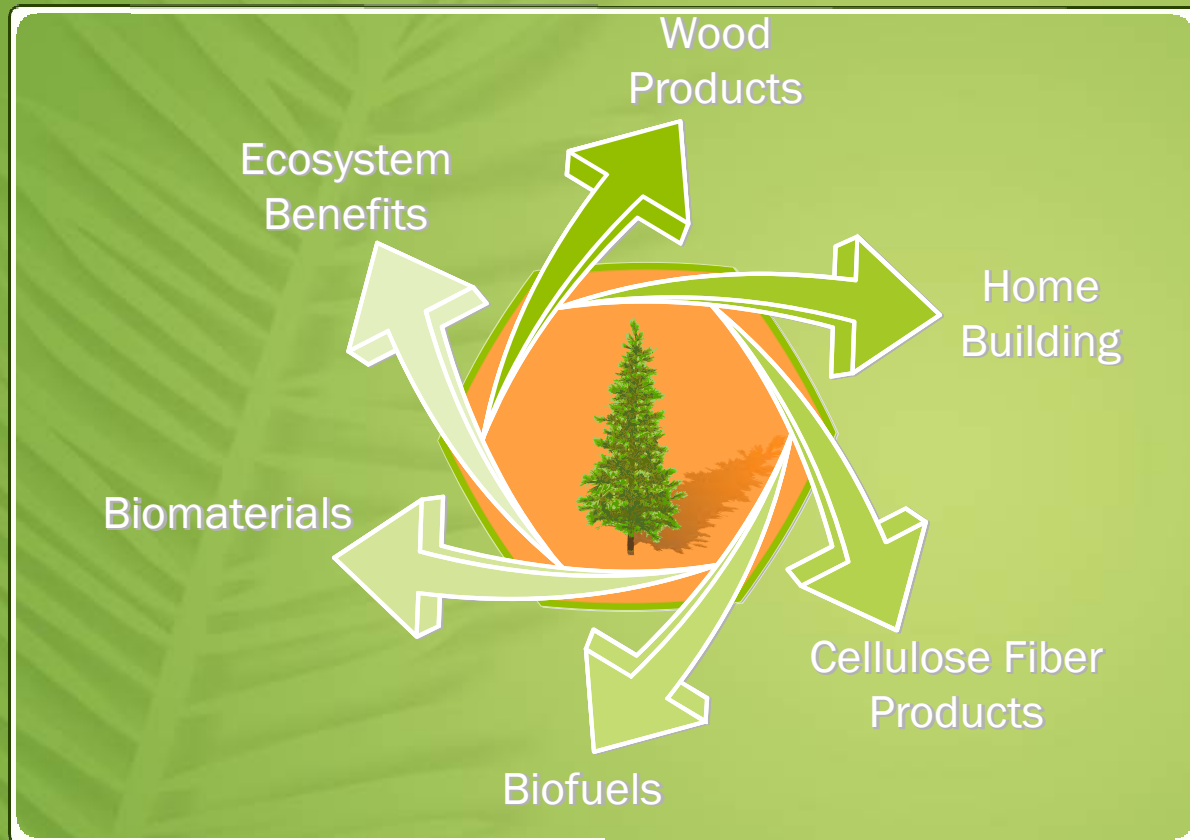 Wood
Products
Ecosystem
Benefits
Home
Building
Biomaterials
Cellulose Fiber
Products
Biofuels